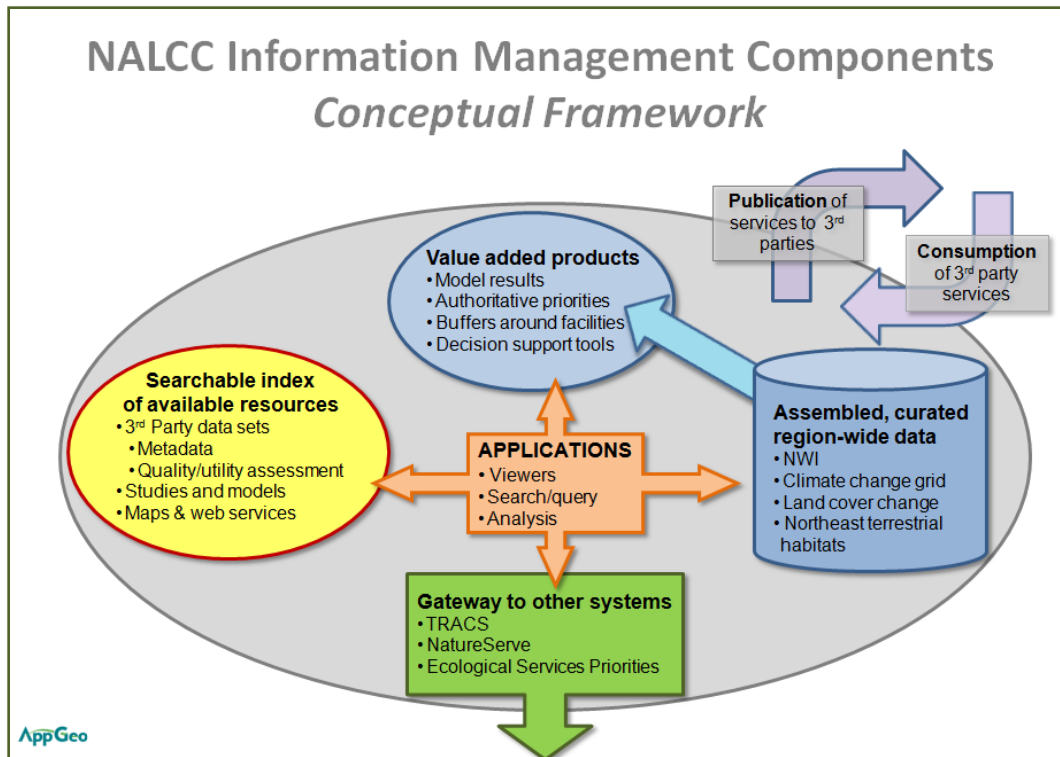 NALCC Information Management Components
Conceptual Framework
Publication of
services to 3rd
parties
Consumption
of 3rd party
services
Value added products
• Model results
• Authoritative priorities
• Buffers around facilities
• Decision support tools
Searchable index
of available resources
• 3rd Party data sets
• Metadata
• Quality/utility assessment
• Studies and models
• Maps & web services
APPLICATIONS
• Viewers
• Search/query
• Analysis
Assembled, curated
region-wide data
• NWI
• Climate change grid
• Land cover change
• Northeast terrestrial
habitats
Gateway to other systems
• TRACS
• NatureServe
• Ecological Services Priorities
AppGeo